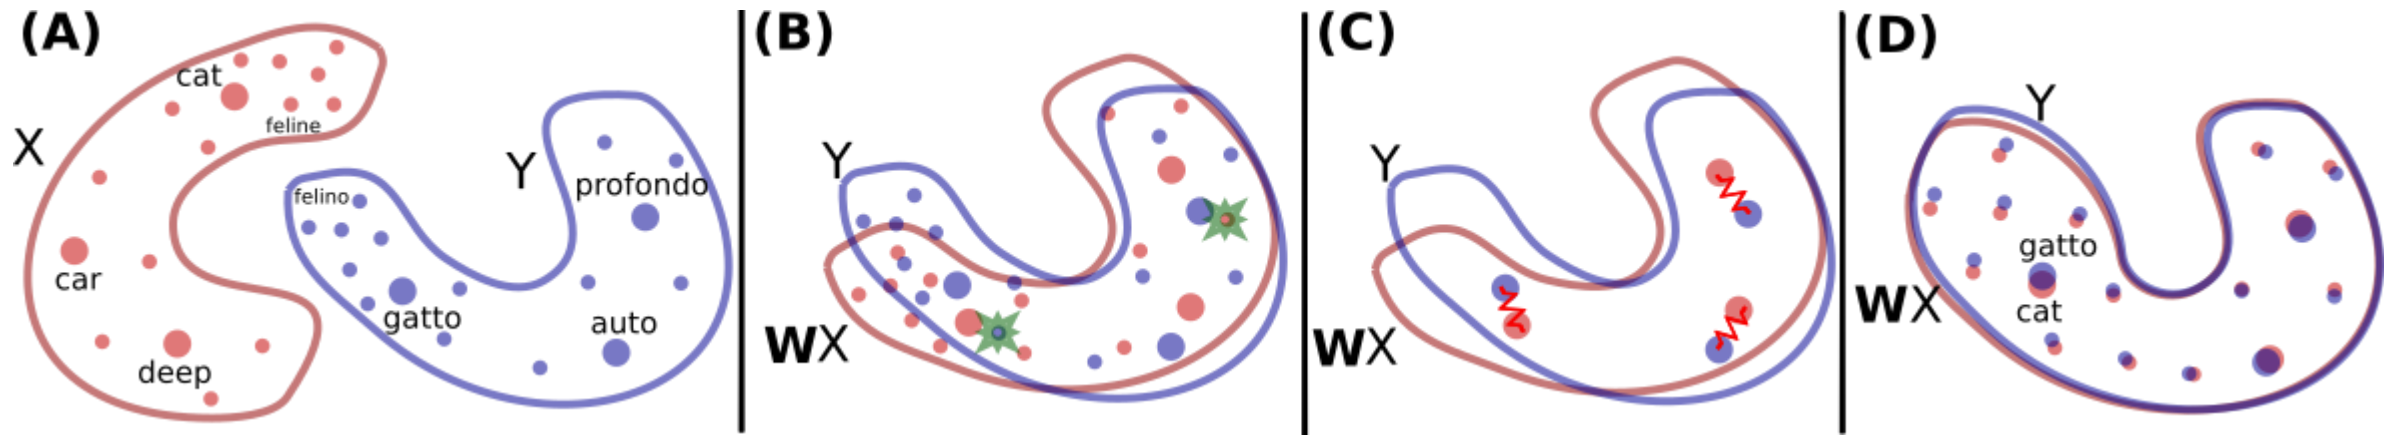 (A)
cat
feline
X
car
deep
Y
felino
profondo
gatto
auto
(B)
Y
WX
(C)
Y
WX
(D)
Y
gatto
cat
WX